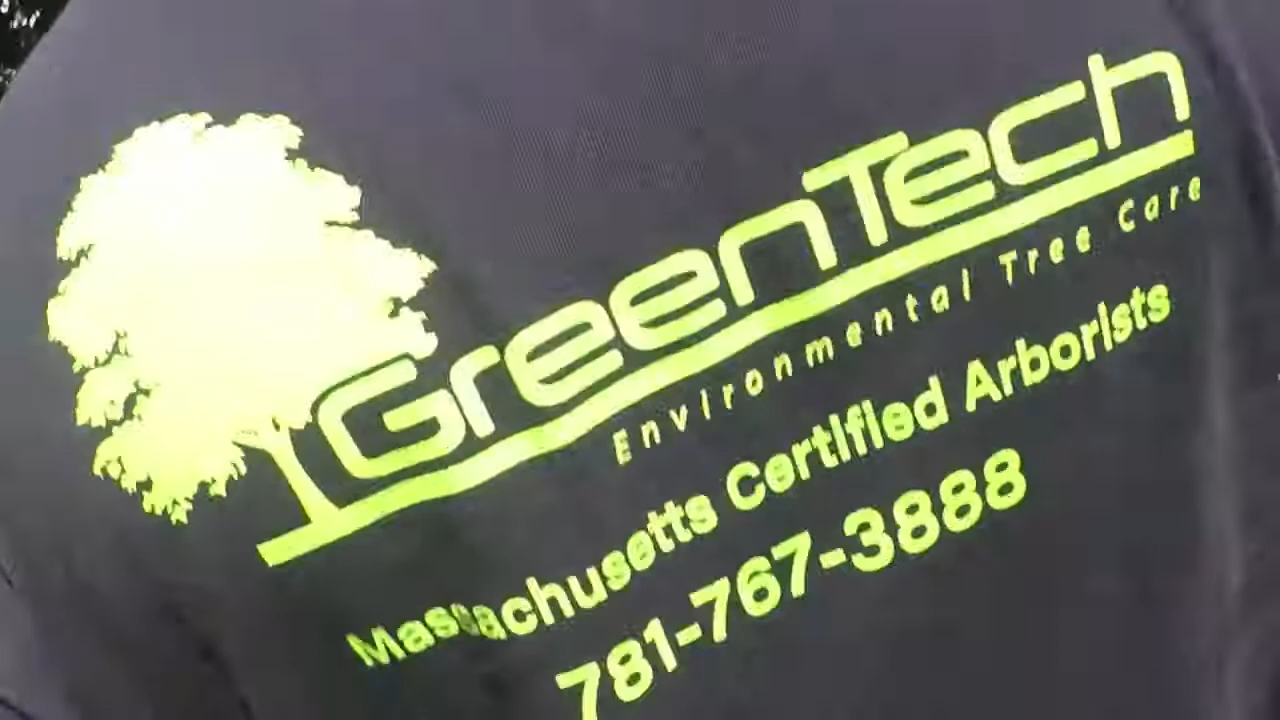 GreenTech
Environmental Tree Care
Massachusetts Certified Arborists
781-767-3888